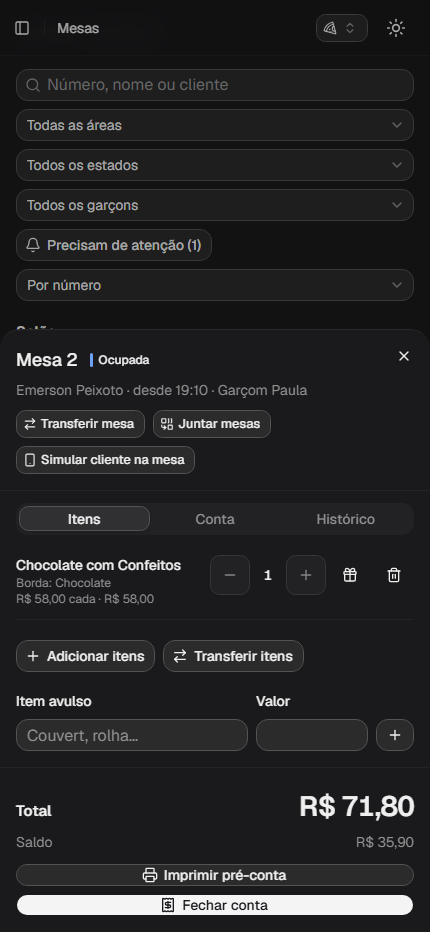 Mesas
Número, nome ou cliente
Todas as áreas
Todos os estados
Todos os garçons
Precisam de atenção (1)
Por número
Mesa 2
Ocupada
Emerson Peixoto · desde 19:10 · Garçom Paula
Transferir mesa
Juntar mesas
Simular cliente na mesa
Itens
Conta
Histórico
Chocolate com Confeitos
Borda: Chocolate
R$ 58,00 cada · R$ 58,00
1
Adicionar itens
Transferir itens
Item avulso
Valor
Couvert, rolha...
Total
R$ 71,80
Saldo
R$ 35,90
Imprimir pré-conta
Fechar conta